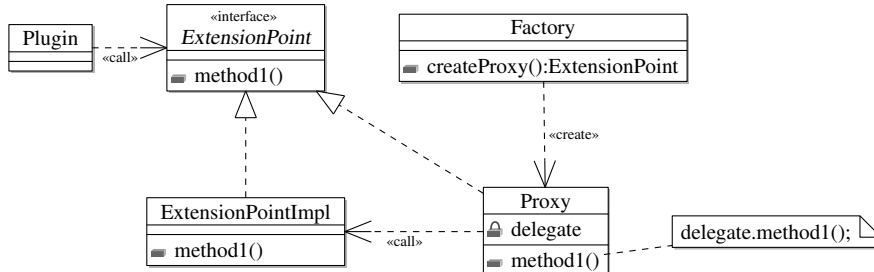 Plugin
«call»
«interface»
ExtensionPoint
method1()
Factory
createProxy():ExtensionPoint
«create»
ExtensionPointImpl
method1()
«call»
Proxy
delegate
method1()
delegate.method1();